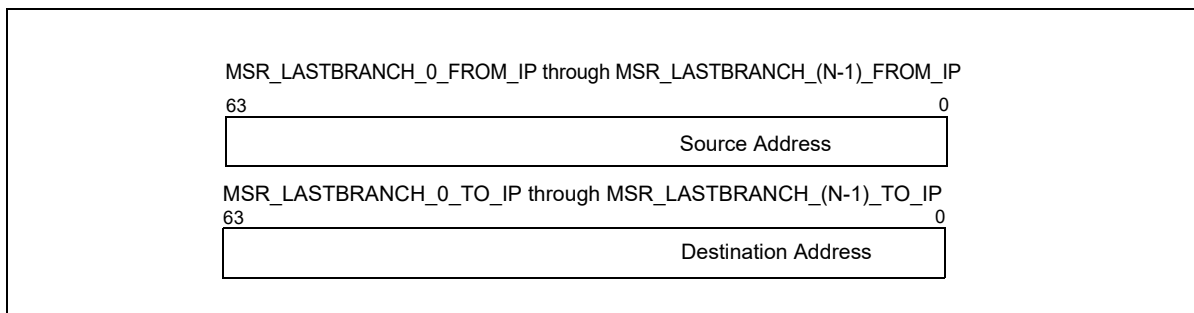 MSR_LASTBRANCH_0_FROM_IP through MSR_LASTBRANCH_(N-1)_FROM_IP
63 0
Source Address
MSR_LASTBRANCH_0_TO_IP through MSR_LASTBRANCH_(N-1)_TO_IP
63 0
Destination Address